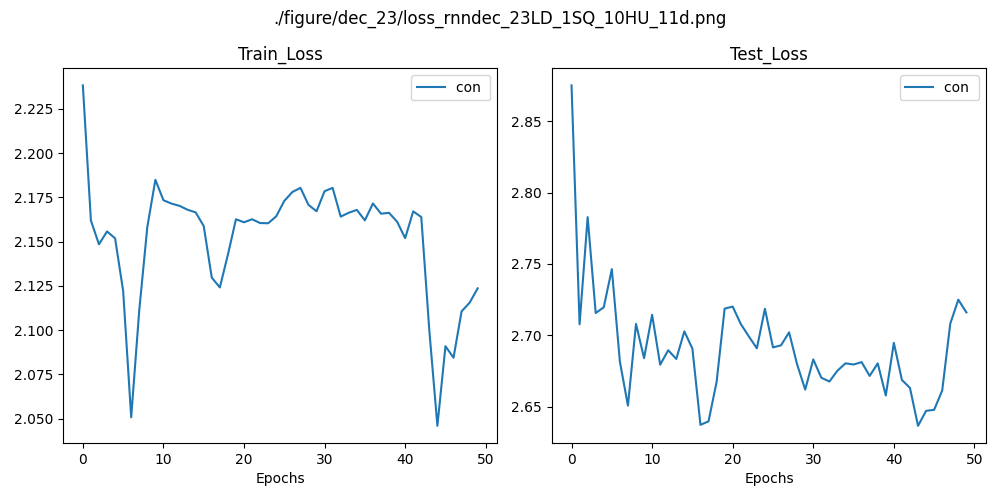 ./figure/dec_23/loss_rnndec_23LD_1SQ_10HU_11d.png
Train_Loss
con
2.225
2.200
2.175
2.150
2.125
2.100
2.075
2.050
0 10 20 30 40 50
Epochs
Test_Loss
con
2.85
2.80
2.75
2.70
2.65
0 10 20 30 40 50
Epochs